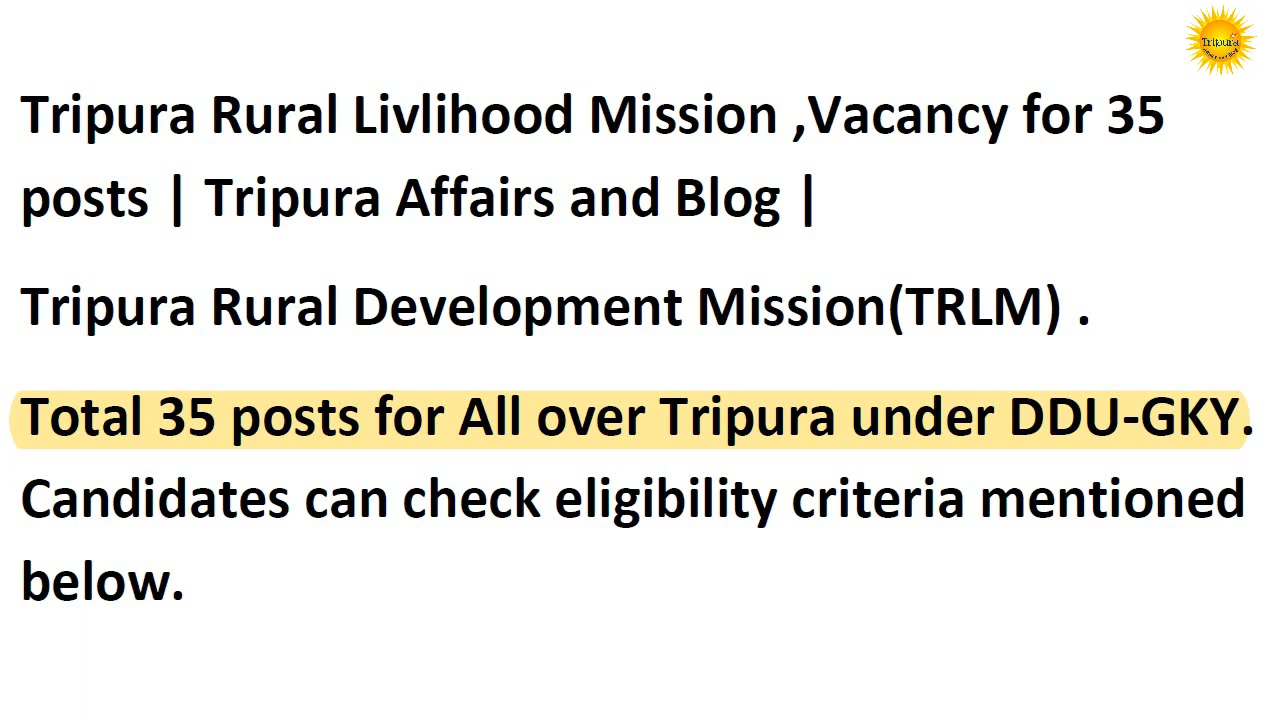 Tripura
Tripura Rural Livlihood Mission ,Vacancy for 35
posts | Tripura Affairs and Blog |
Tripura Rural Development Mission(TRLM) .
Total 35 posts for All over Tripura under DDU-GKY.
Candidates can check eligibility criteria mentioned
below.